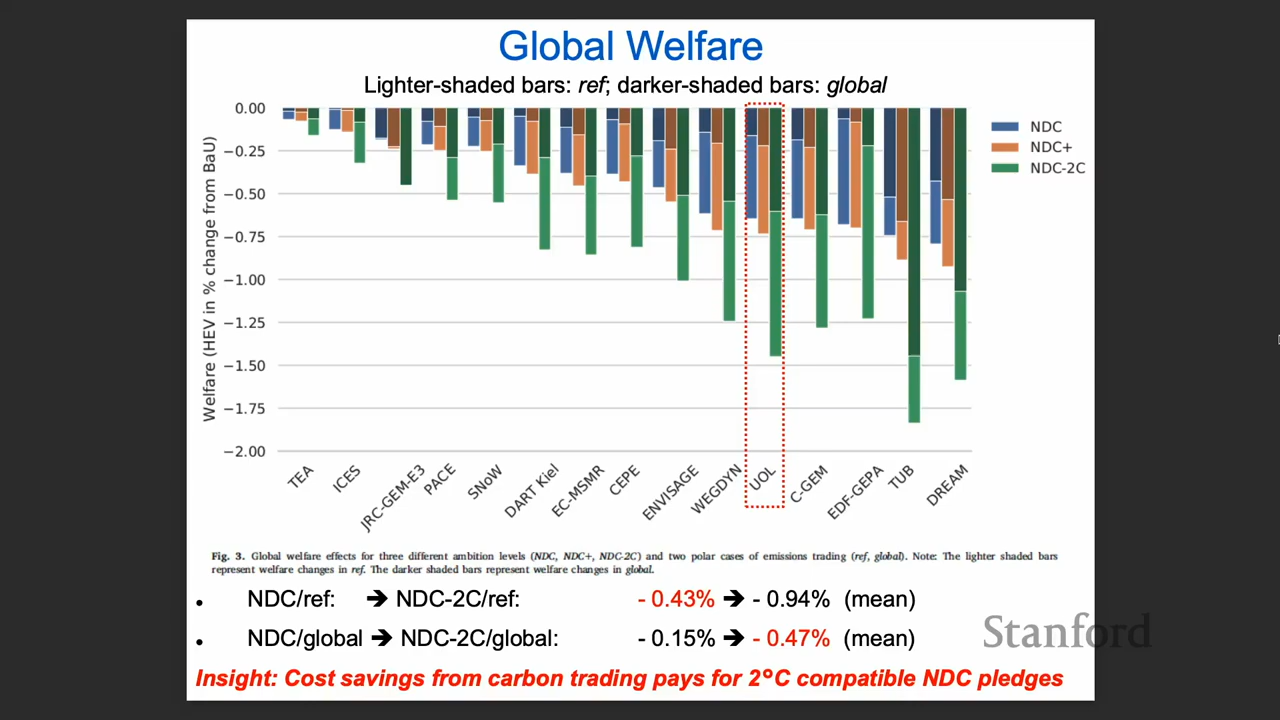 Global Welfare
Lighter-shaded bars: ref; darker-shaded bars: global
Welfare (HEV in % change from BaU)
0.00
−0.25
−0.50
−0.75
−1.00
−1.25
−1.50
−1.75
−2.00
NDC
NDC+
NDC-2C
TEA
ICES
JRC-GEM-E3
PACE
SNoW
DART Kiel
EC-MSMR
CEPE
ENVISAGE
WEGDYN
UOL
C-GEM
EDF-GEPA
TUB
DREAM
Fig. 3. Global welfare effects for three different ambition levels (NDC, NDC+, NDC-2C) and two polar cases of emissions trading (ref, global). Note: The lighter shaded bars
represent welfare changes in ref. The darker shaded bars represent welfare changes in global.
• NDC/ref: ➔ NDC-2C/ref: - 0.43% ➔ - 0.94% (mean)
• NDC/global ➔ NDC-2C/global: - 0.15% ➔ - 0.47% (mean)
Stanford
Insight: Cost savings from carbon trading pays for 2°C compatible NDC pledges